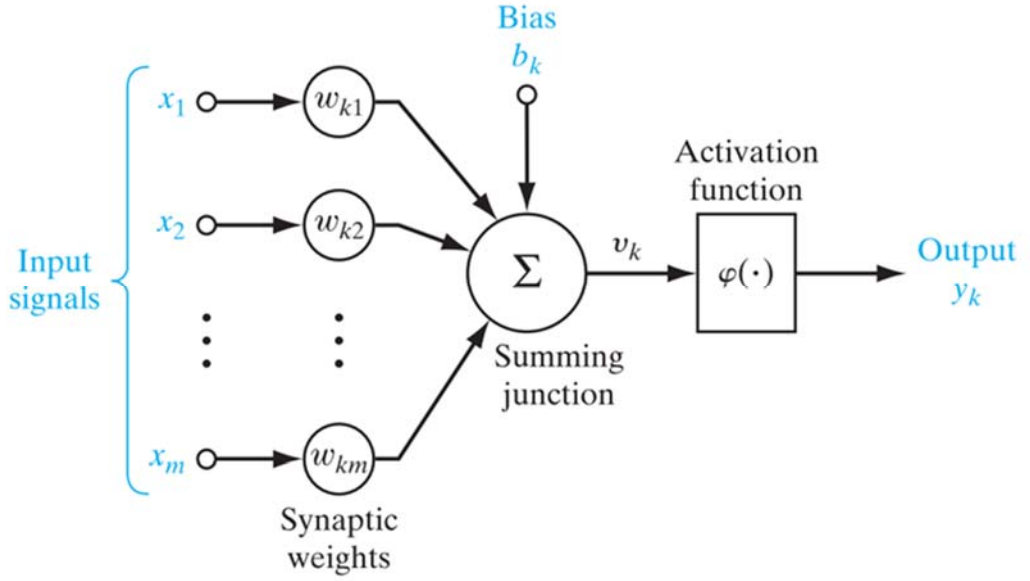 Bias
b_k
x_1
w_k1
Activation
function
x_2
w_k2
Input
signals
Σ
v_k
φ(·)
Output
y_k
Summing
junction
x_m
w_km
Synaptic
weights